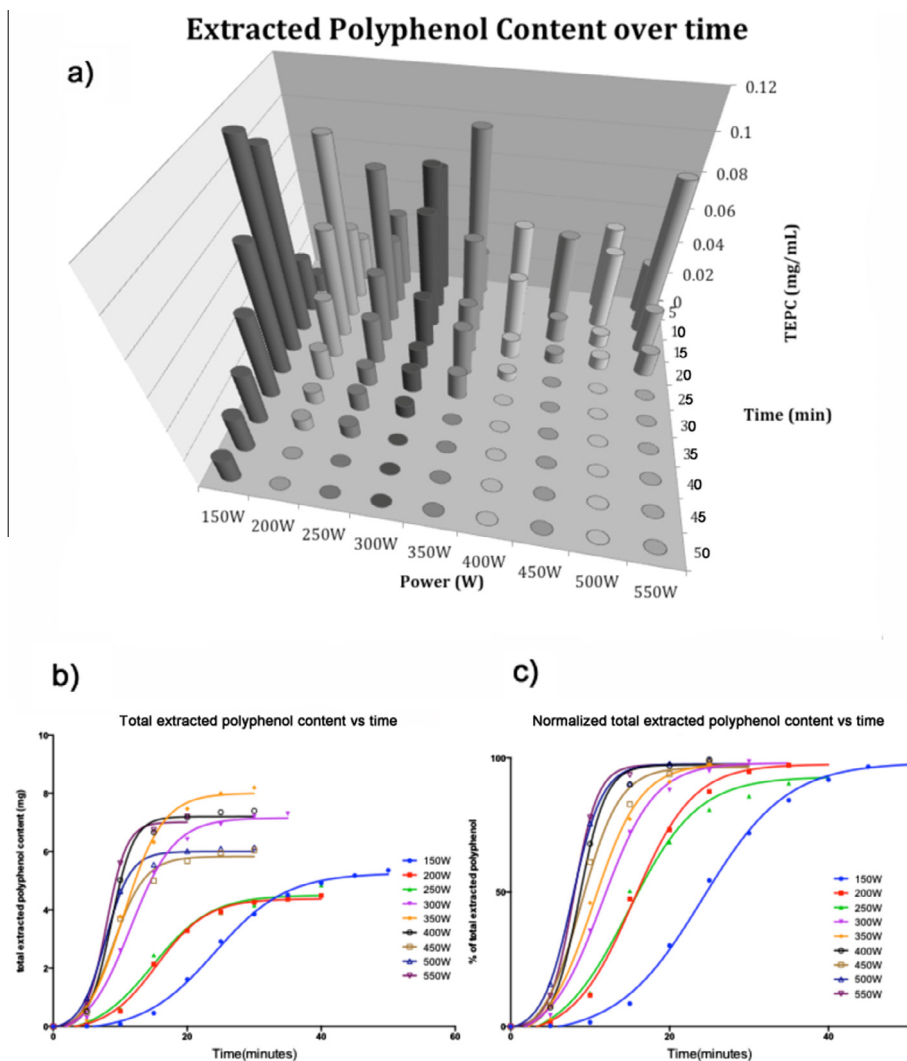 Extracted Polyphenol Content over time
a)
0.12
0.1
0.08
0.06
0.04
0.02
0
TEPC (mg/mL)
5
10
15
20
25
30
35
40
45
50
Time (min)
150W
200W
250W
300W
350W
400W
450W
500W
550W
Power (W)
b)
Total extracted polyphenol content vs time
total extracted polyphenol content (mg)
10
8
6
4
2
0
0
20
40
60
Time(minutes)
150W
200W
250W
300W
350W
400W
450W
500W
550W
c)
Normalized total extracted polyphenol content vs time
% of total extracted polyphenol
100
50
0
0
20
40
Time(minutes)
150W
200W
250W
300W
350W
400W
450W
500W
550W